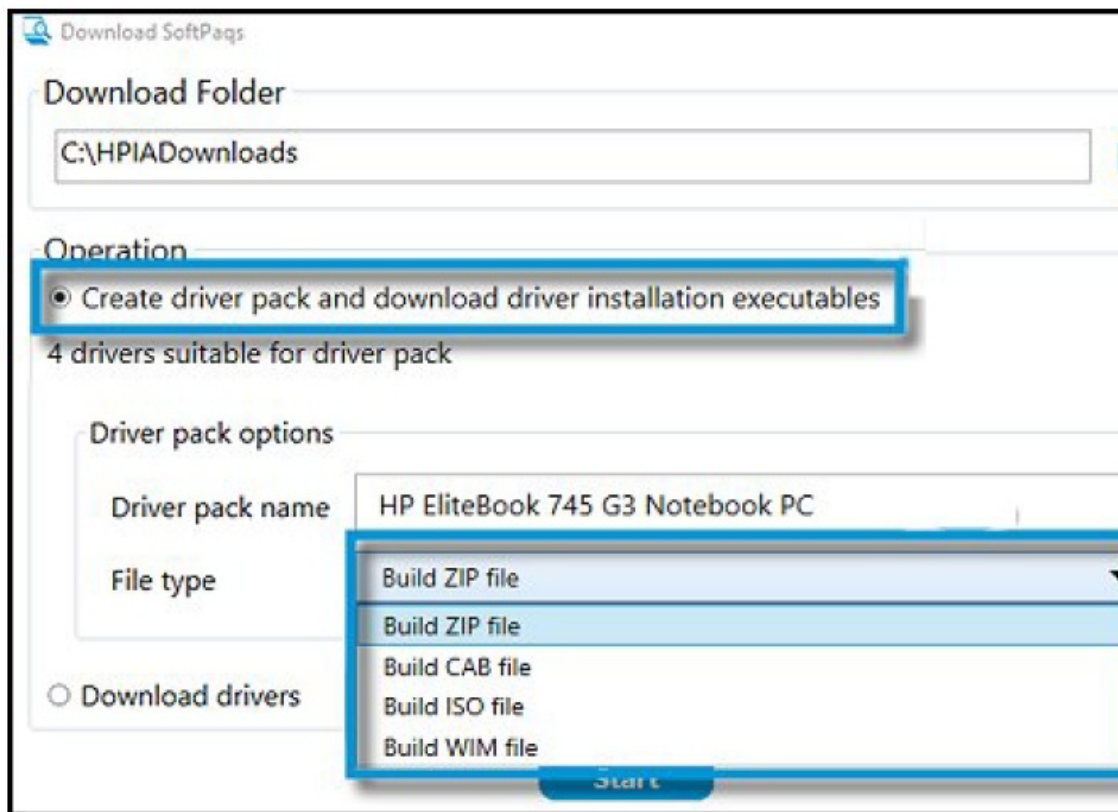 Download SoftPaqs
Download Folder
C:\HPIADownloads
Operation
Create driver pack and download driver installation executables
4 drivers suitable for driver pack
Driver pack options
Driver pack name
HP EliteBook 745 G3 Notebook PC
File type
Build ZIP file
Build ZIP file
Build CAB file
Build ISO file
Download drivers
Build WIM file
Start